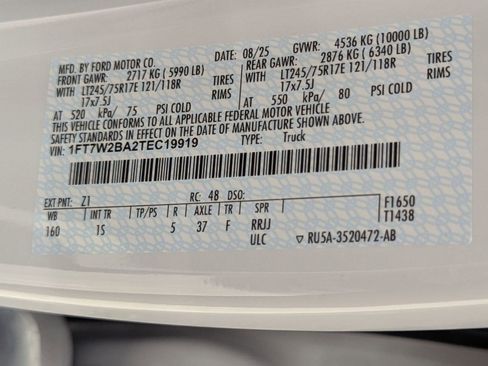 MFD. BY FORD MOTOR CO. DATE: 08/25 GVWR: 4536 KG (10000 LB)
FRONT GAWR: 2717 KG (5990 LB) REAR GAWR: 2876 KG (6340 LB)
WITH LT245/75R17E 121/118R TIRES WITH LT245/75R17E 121/118R TIRES
17x7.5J RIMS 17x7.5J RIMS
AT 520 kPa/ 75 PSI COLD AT 550 kPa/ 80 PSI COLD
THIS VEHICLE CONFORMS TO ALL APPLICABLE FEDERAL MOTOR VEHICLE
SAFETY STANDARDS IN EFFECT ON THE DATE OF MANUFACTURE SHOWN ABOVE.
VIN: 1FT7W2BA2TEC19919 TYPE: Truck
EXT PNT: Z1 RC: 48 DSO:
WB INT TR TP/PS R AXLE TR SPR F1650
160 1S 5 37 F RRJJ T1438
ULC ▽ RU5A-3520472-AB